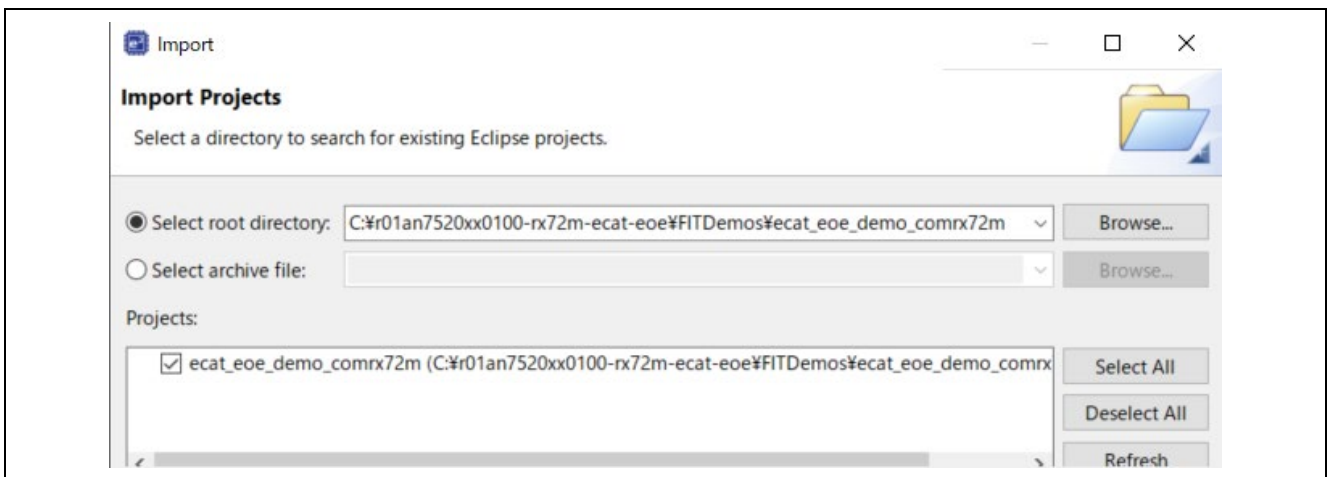 Import
Import Projects
Select a directory to search for existing Eclipse projects.
Select root directory: C:¥r01an7520xx0100-rx72m-ecat-eoe¥FITDemos¥ecat_eoe_demo_comrx72m Browse...
Select archive file: Browse...
Projects:
ecat_eoe_demo_comrx72m (C:¥r01an7520xx0100-rx72m-ecat-eoe¥FITDemos¥ecat_eoe_demo_comrx Select All
Deselect All
Refresh